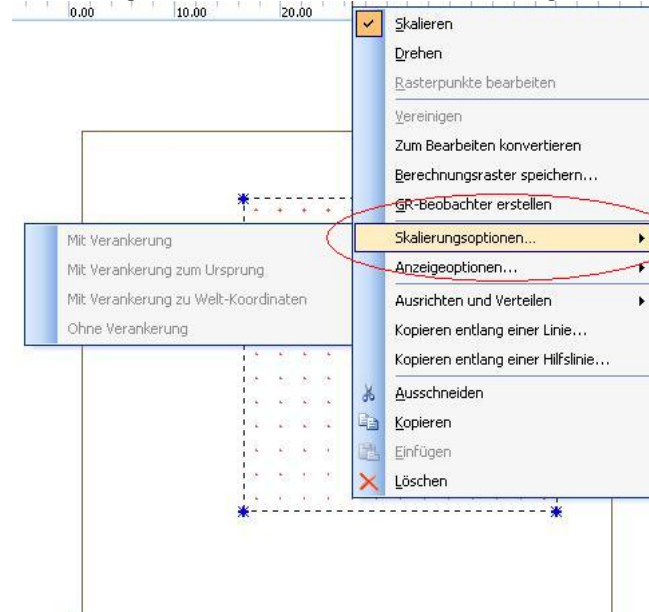 0.00 10.00 20.00
Skalieren
Drehen
Rasterpunkte bearbeiten
Vereinigen
Zum Bearbeiten konvertieren
Berechnungsraster speichern...
GR-Beobachter erstellen
Skalierungsoptionen...
Anzeigeoptionen...
Ausrichten und Verteilen
Kopieren entlang einer Linie...
Kopieren entlang einer Hilfslinie...
Ausschneiden
Kopieren
Einfügen
Löschen
Mit Verankerung
Mit Verankerung zum Ursprung
Mit Verankerung zu Welt-Koordinaten
Ohne Verankerung